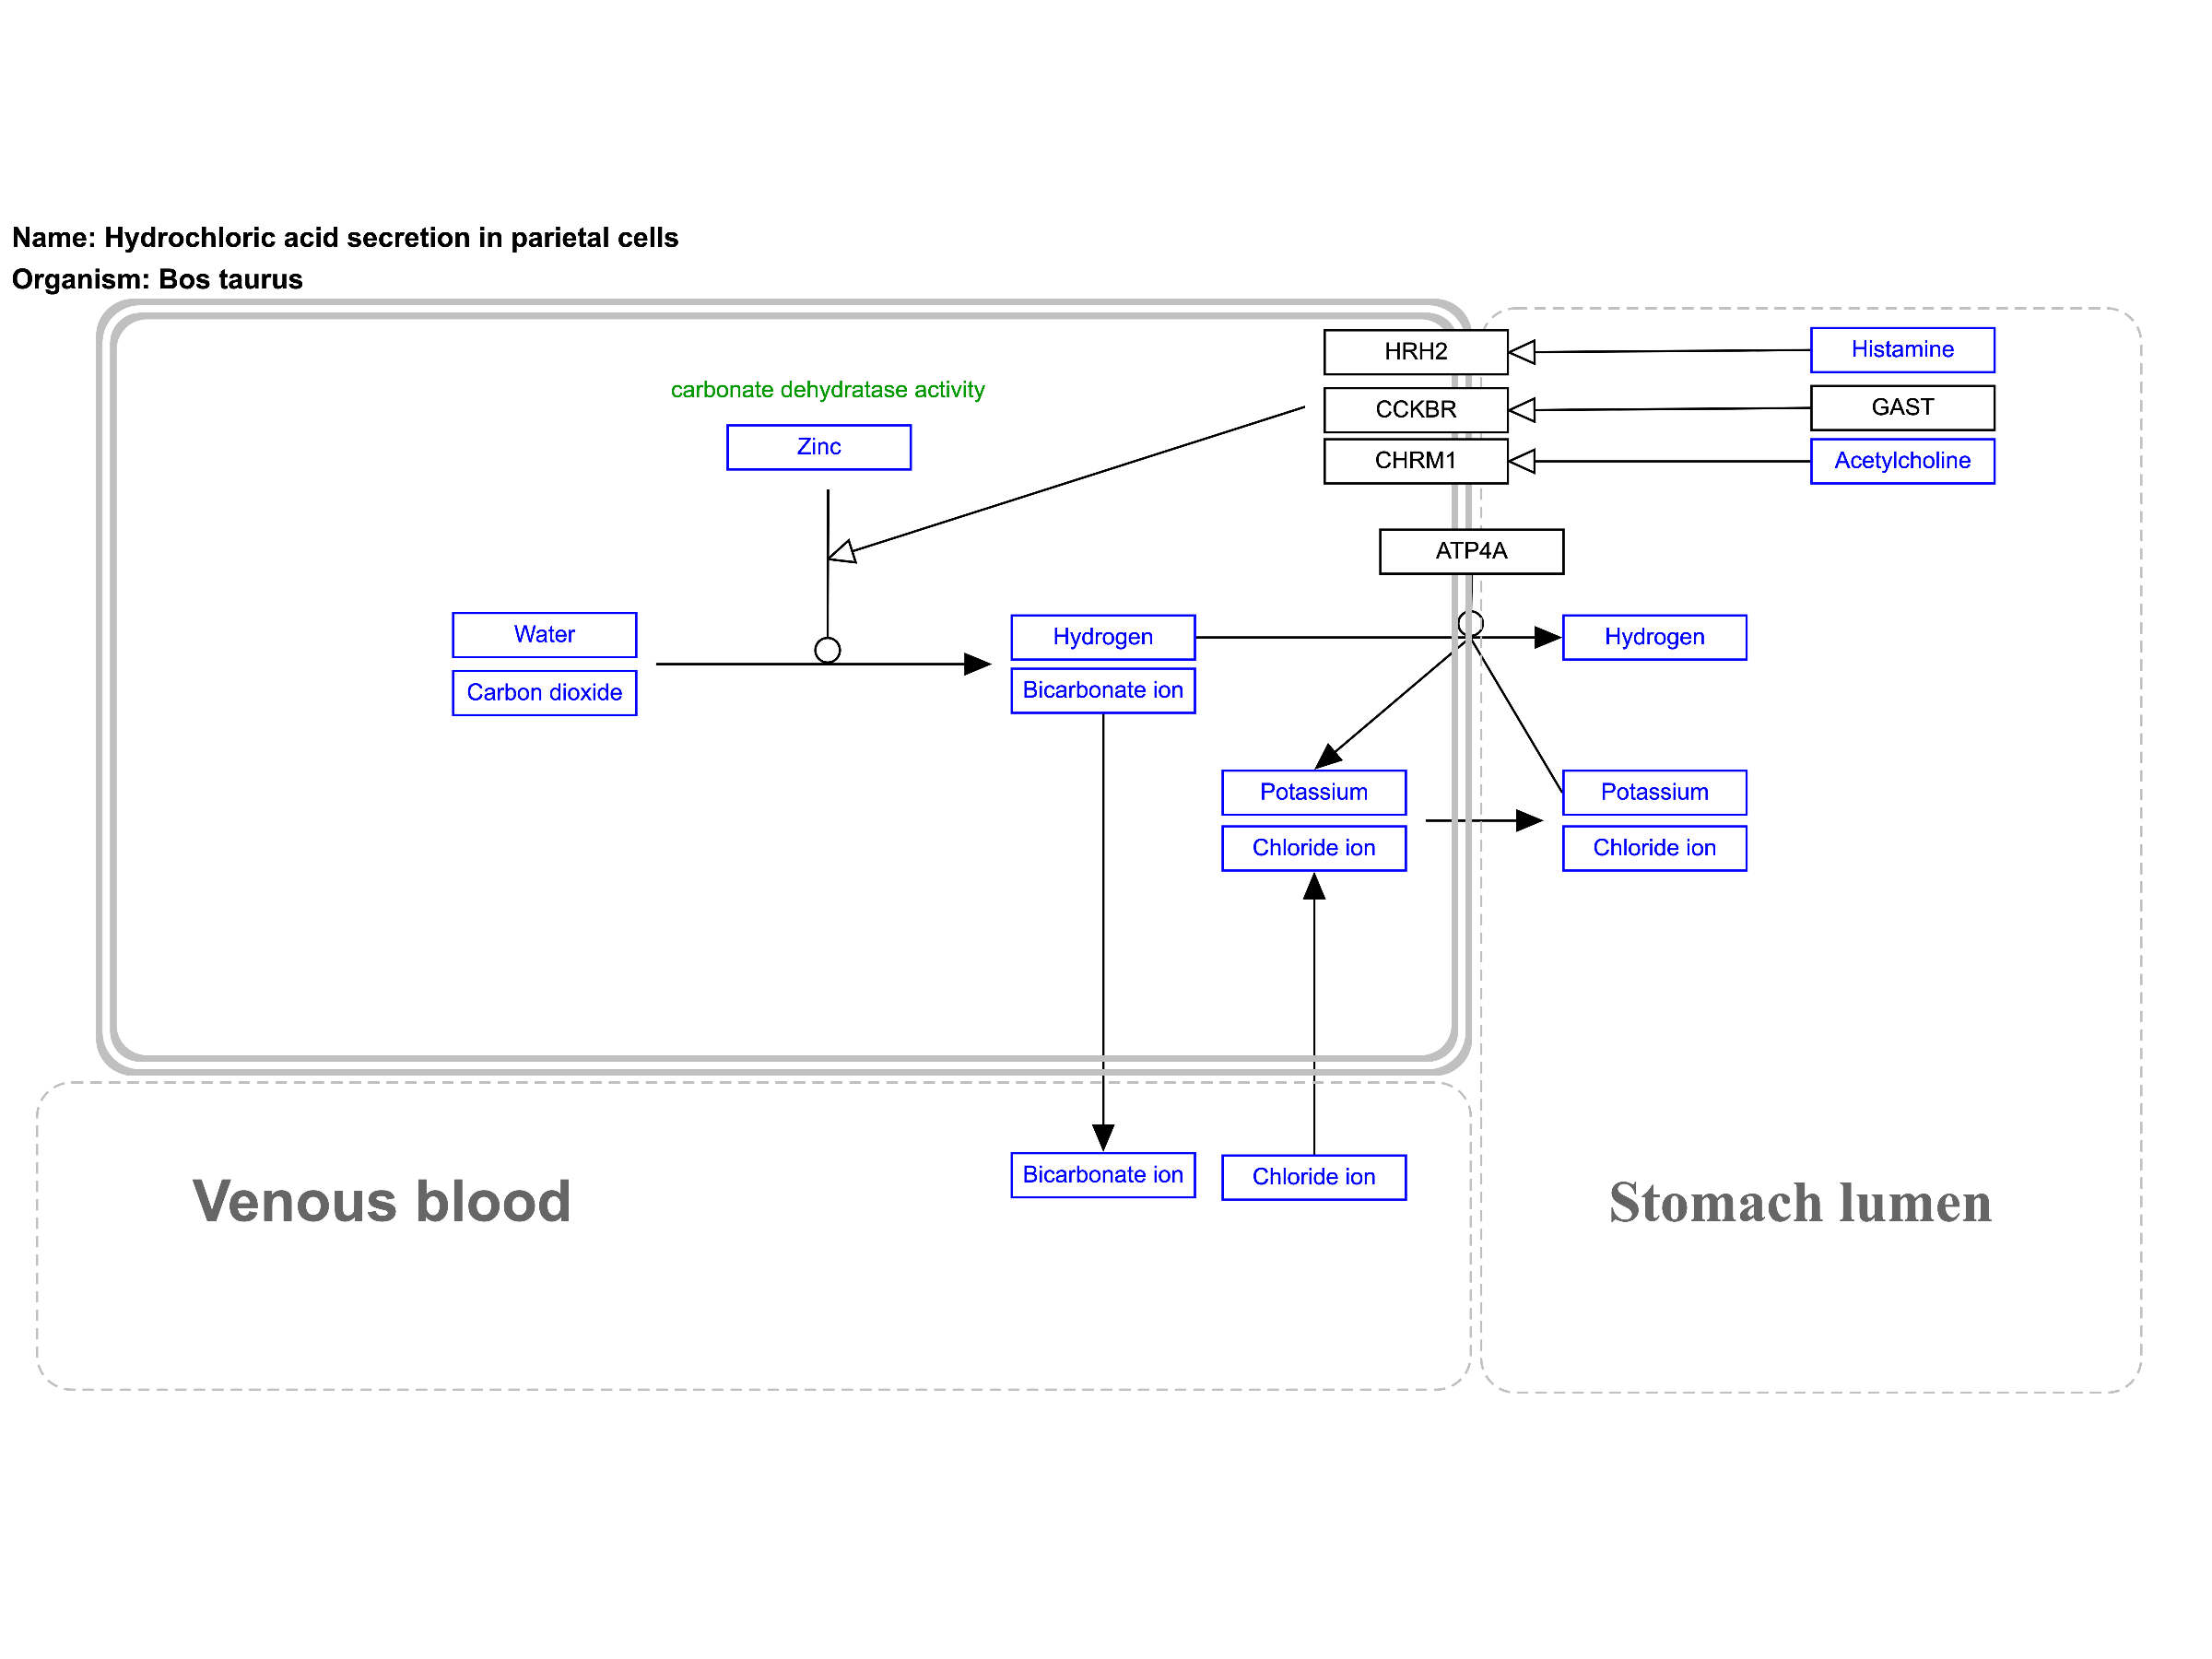 Name: Hydrochloric acid secretion in parietal cells
Organism: Bos taurus
HRH2
Histamine
carbonate dehydratase activity
CCKBR
GAST
Zinc
CHRM1
Acetylcholine
ATP4A
Water
Hydrogen
Hydrogen
Carbon dioxide
Bicarbonate ion
Potassium
Potassium
Chloride ion
Chloride ion
Bicarbonate ion
Chloride ion
Venous blood
Stomach lumen